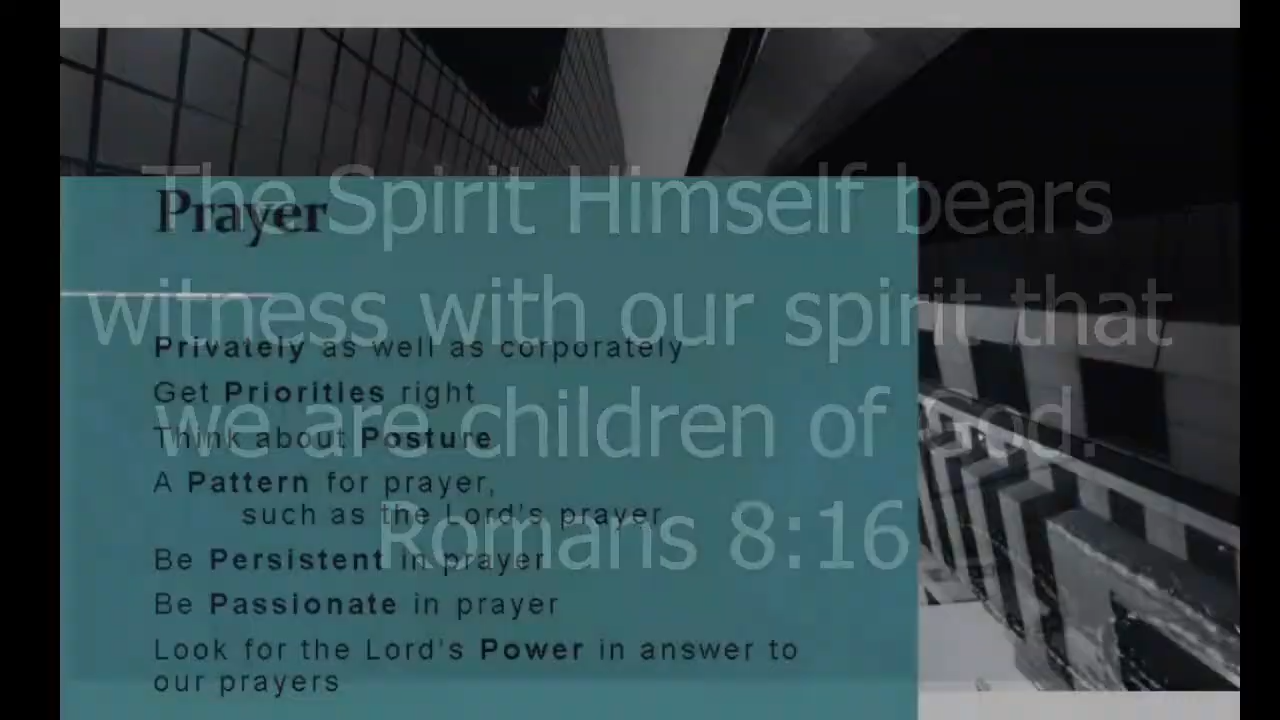 The Spirit Himself bears
witness with our spirit that
we are children of God.
Romans 8:16
Prayer
Privately as well as corporately
Get Priorities right
Think about Posture
A Pattern for prayer,
such as the Lord's prayer
Be Persistent in prayer
Be Passionate in prayer
Look for the Lord's Power in answer to
our prayers